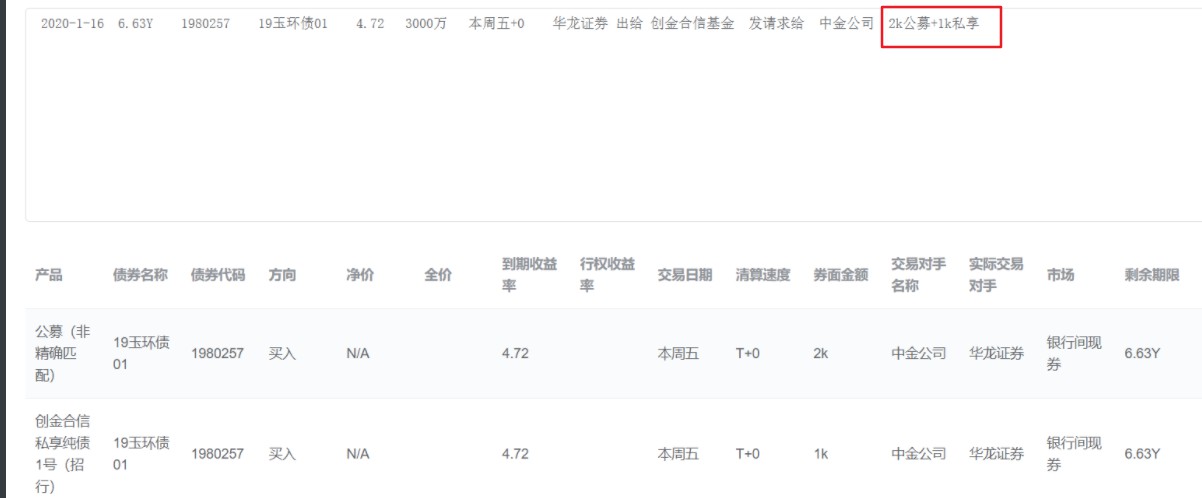 2020-1-16 6.63Y 1980257 19玉环债01 4.72 3000万 本周五+0 华龙证券 出给 创金合信基金 发请求给 中金公司 2k公募+1k私享
产品 债券名称 债券代码 方向 净价 全价 到期收益率 行权收益率 交易日期 清算速度 券面金额 交易对手名称 实际交易对手 市场 剩余期限
公募（非精确匹配） 19玉环债01 1980257 买入 N/A 4.72 本周五 T+0 2k 中金公司 华龙证券 银行间现券 6.63Y
创金合信私享纯债1号（招行） 19玉环债01 1980257 买入 N/A 4.72 本周五 T+0 1k 中金公司 华龙证券 银行间现券 6.63Y